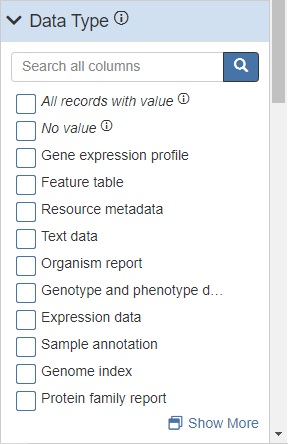 Data Type
Search all columns
All records with value
No value
Gene expression profile
Feature table
Resource metadata
Text data
Organism report
Genotype and phenotype d...
Expression data
Sample annotation
Genome index
Protein family report
Show More